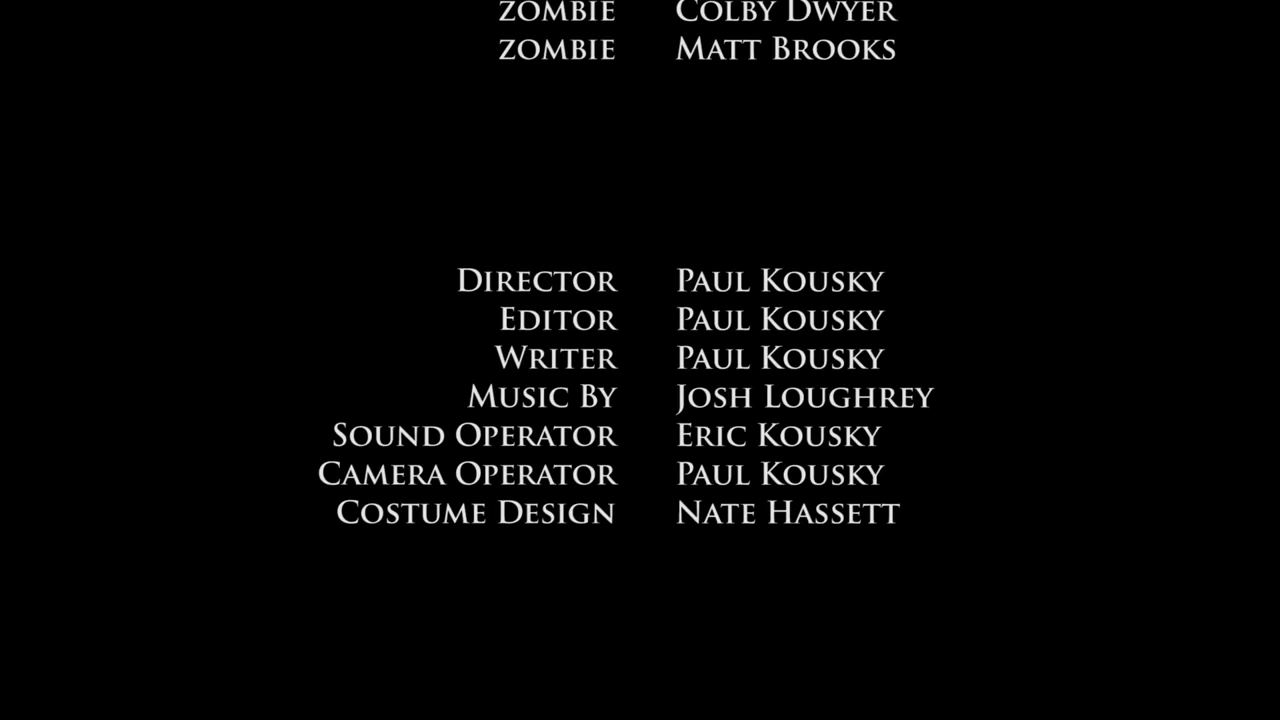 ZOMBIE COLBY DWYER
ZOMBIE MATT BROOKS
DIRECTOR PAUL KOUSKY
EDITOR PAUL KOUSKY
WRITER PAUL KOUSKY
MUSIC BY JOSH LOUGHREY
SOUND OPERATOR ERIC KOUSKY
CAMERA OPERATOR PAUL KOUSKY
COSTUME DESIGN NATE HASSETT